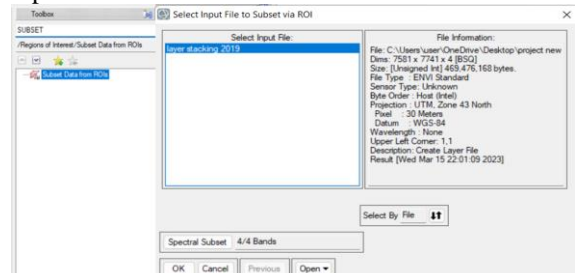 Toolbox
Select Input File to Subset via ROI
SUBSET
/Regions of Interest/Subset Data from ROIs
Subset Data from ROIs
Select Input File:
layer stacking 2019
File Information:
File: C:\Users\user\OneDrive\Desktop\project new
Dims: 7581 x 7741 x 4 [BSQ]
Size: [Unsigned Int] 469,476,168 bytes.
File Type : ENVI Standard
Sensor Type: Unknown
Byte Order : Host (Intel)
Projection : UTM, Zone 43 North
Pixel : 30 Meters
Datum : WGS-84
Wavelength : None
Upper Left Corner: 1,1
Description: Create Layer File
Result [Wed Mar 15 22:01:09 2023]
Select By File
Spectral Subset 4/4 Bands
OK Cancel Previous Open